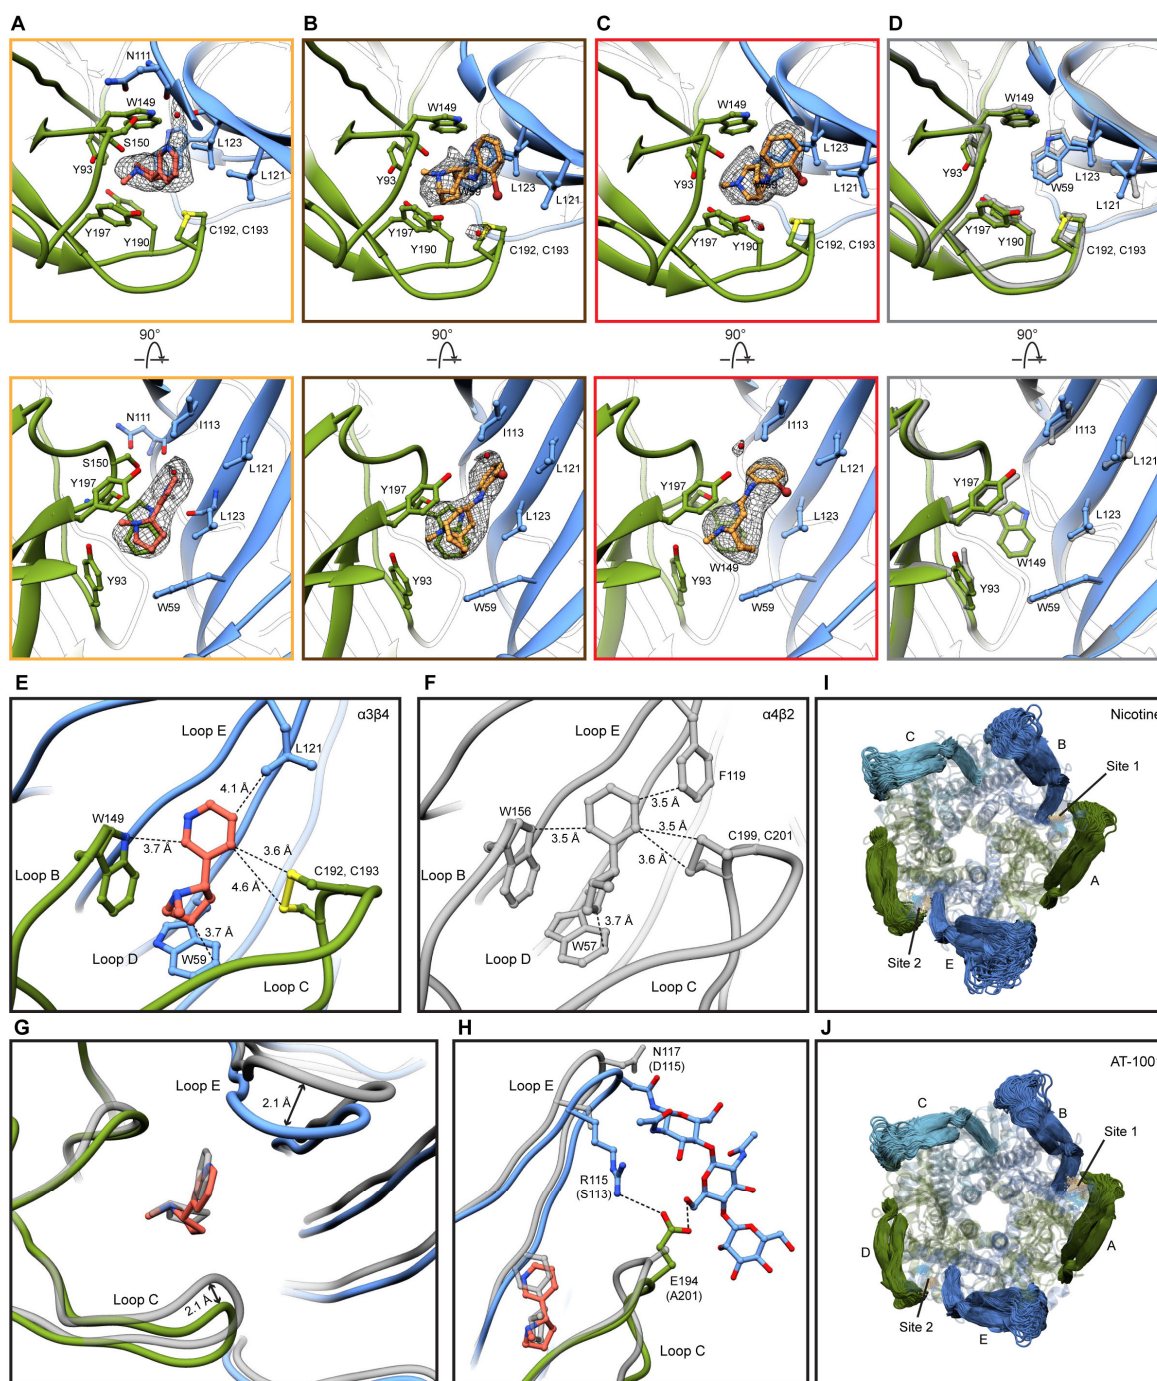 A
N111
W149
S150
L123
Y93
L121
Y197
Y190
C192, C193
B
W149
Y93
L123
L121
Y197
Y190
C192, C193
C
W149
Y93
L123
L121
Y197
Y190
C192, C193
D
W149
Y93
L123
W59
L121
Y197
Y190
C192, C193
90°
90°
90°
90°
N111
I113
S150
L121
Y197
L123
Y93
W59
I113
L121
Y197
L123
Y93
W59
I113
L121
Y197
L123
W149
Y93
W59
I113
L121
Y197
L123
W149
Y93
W59
E
α3β4
Loop E
L121
4.1 Å
W149
3.7 Å
3.6 Å
C192, C193
Loop B
4.6 Å
3.7 Å
Loop D
W59
Loop C
F
α4β2
Loop E
F119
3.5 Å
W156
3.5 Å
3.5 Å
C199, C201
3.6 Å
Loop B
3.7 Å
W57
Loop D
Loop C
I
Nicotine
C
B
Site 1
A
Site 2
E
G
Loop E
2.1 Å
Loop C
2.1 Å
H
N117
(D115)
Loop E
R115
(S113)
E194
(A201)
Loop C
J
AT-1001
C
B
Site 1
D
A
Site 2
E